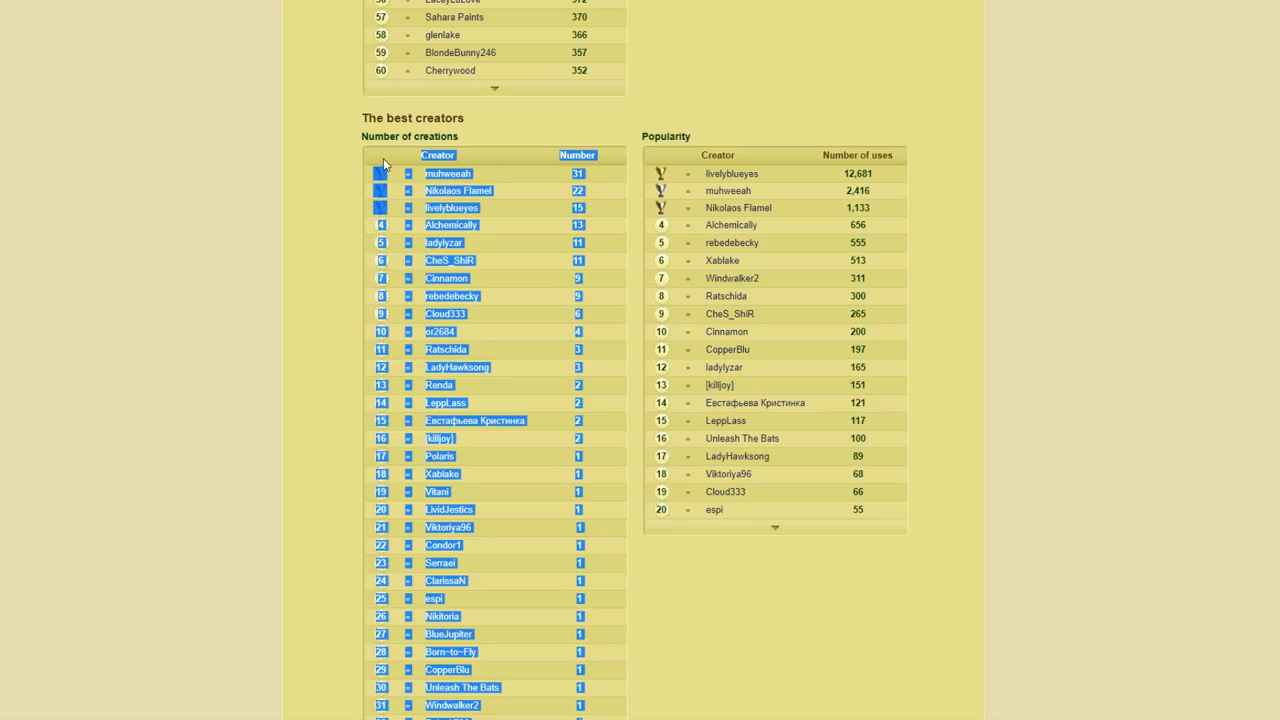 57 = Sahara Paints 370
58 = glenlake 366
59 = BlondeBunny246 357
60 = Cherrywood 352
The best creators
Number of creations
Creator Number
= muhweeah 31
= Nikolaos Flamel 22
= livelyblueyes 15
4 = Alchemically 13
5 = ladylyzar 11
6 = CheS_ShiR 11
7 = Cinnamon 9
8 = rebedebecky 9
9 = Cloud333 6
10 = or2684 4
11 = Ratschida 3
12 = LadyHawksong 3
13 = Renda 2
14 = LeppLass 2
15 = Евстафьева Кристинка 2
16 = [killjoy] 2
17 = Polaris 1
18 = Xablake 1
19 = Vitani 1
20 = LividJestics 1
21 = Viktoriya96 1
22 = Condor1 1
23 = Serraei 1
24 = ClarissaN 1
25 = espi 1
26 = Nikitoria 1
27 = BlueJupiter 1
28 = Born~to~Fly 1
29 = CopperBlu 1
30 = Unleash The Bats 1
31 = Windwalker2 1
Popularity
Creator Number of uses
= livelyblueyes 12,681
= muhweeah 2,416
= Nikolaos Flamel 1,133
4 = Alchemically 656
5 = rebedebecky 555
6 = Xablake 513
7 = Windwalker2 311
8 = Ratschida 300
9 = CheS_ShiR 265
10 = Cinnamon 200
11 = CopperBlu 197
12 = ladylyzar 165
13 = [killjoy] 151
14 = Евстафьева Кристинка 121
15 = LeppLass 117
16 = Unleash The Bats 100
17 = LadyHawksong 89
18 = Viktoriya96 68
19 = Cloud333 66
20 = espi 55